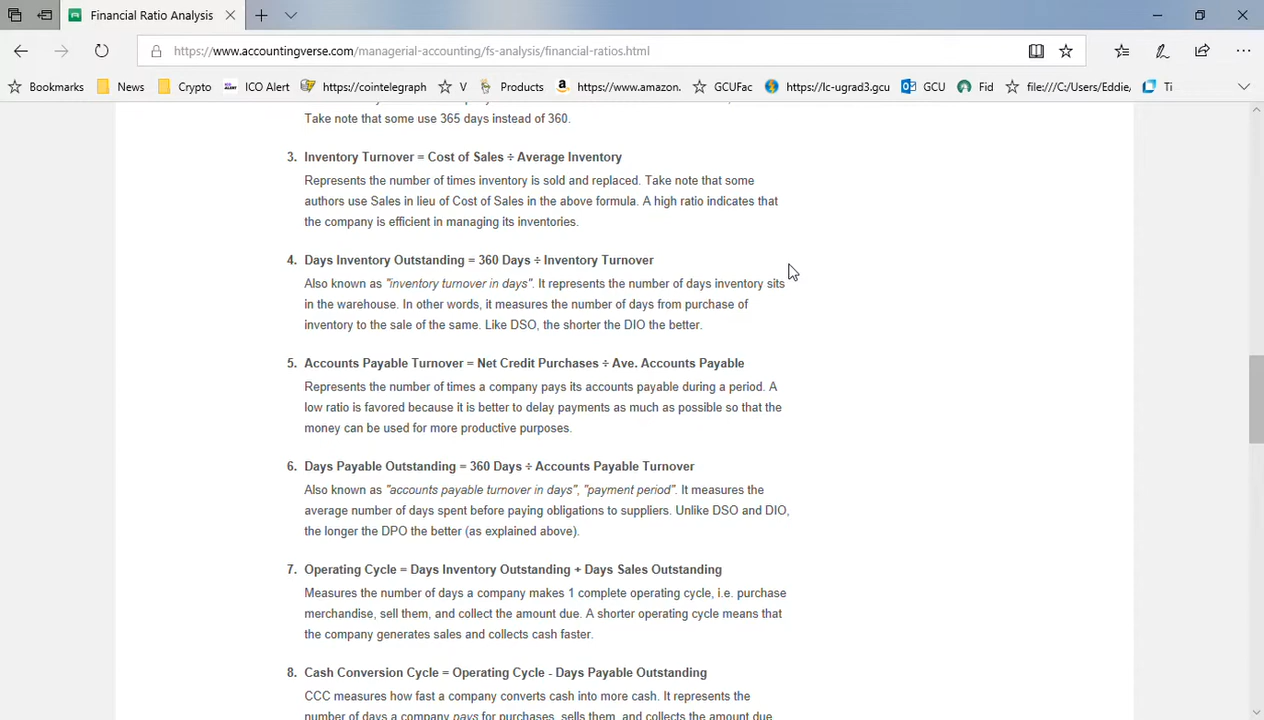 Financial Ratio Analysis
https://www.accountingverse.com/managerial-accounting/fs-analysis/financial-ratios.html
Bookmarks News Crypto ICO Alert https://cointelegraph V Products https://www.amazon. GCUFac https://lc-ugrad3.gcu GCU Fid file:///C:/Users/Eddie, Ti
Take note that some use 365 days instead of 360.
3. Inventory Turnover = Cost of Sales ÷ Average Inventory
Represents the number of times inventory is sold and replaced. Take note that some
authors use Sales in lieu of Cost of Sales in the above formula. A high ratio indicates that
the company is efficient in managing its inventories.
4. Days Inventory Outstanding = 360 Days ÷ Inventory Turnover
Also known as "inventory turnover in days". It represents the number of days inventory sits
in the warehouse. In other words, it measures the number of days from purchase of
inventory to the sale of the same. Like DSO, the shorter the DIO the better.
5. Accounts Payable Turnover = Net Credit Purchases ÷ Ave. Accounts Payable
Represents the number of times a company pays its accounts payable during a period. A
low ratio is favored because it is better to delay payments as much as possible so that the
money can be used for more productive purposes.
6. Days Payable Outstanding = 360 Days ÷ Accounts Payable Turnover
Also known as "accounts payable turnover in days", "payment period". It measures the
average number of days spent before paying obligations to suppliers. Unlike DSO and DIO,
the longer the DPO the better (as explained above).
7. Operating Cycle = Days Inventory Outstanding + Days Sales Outstanding
Measures the number of days a company makes 1 complete operating cycle, i.e. purchase
merchandise, sell them, and collect the amount due. A shorter operating cycle means that
the company generates sales and collects cash faster.
8. Cash Conversion Cycle = Operating Cycle - Days Payable Outstanding
CCC measures how fast a company converts cash into more cash. It represents the
number of days a company pays for purchases, sells them, and collects the amount due